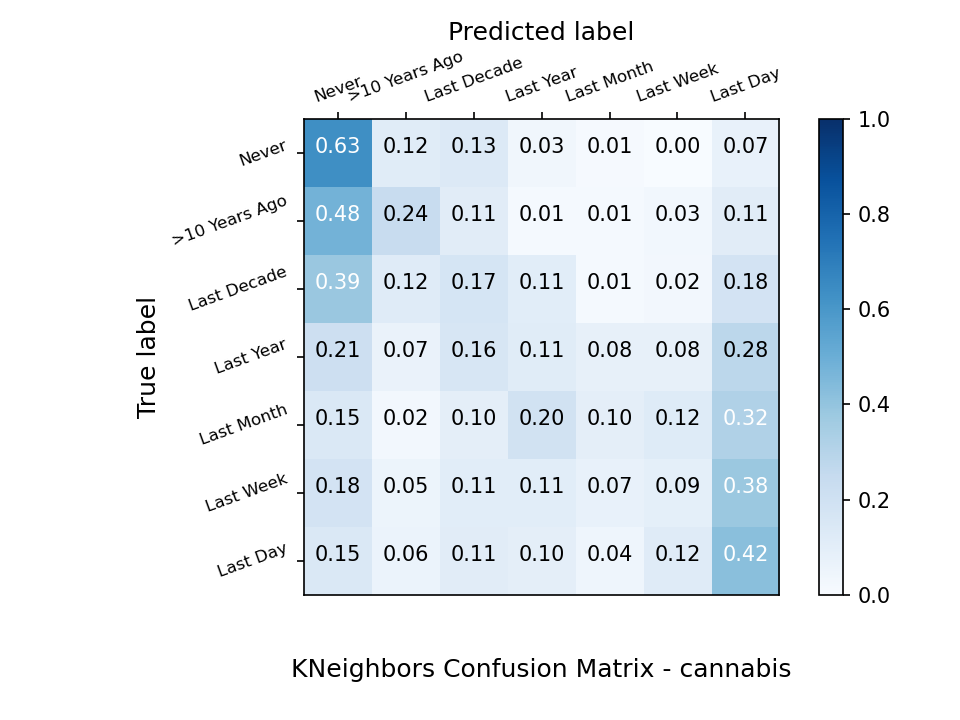 Predicted label
Never >10 Years Ago Last Decade Last Year Last Month Last Week Last Day
Never 0.63 0.12 0.13 0.03 0.01 0.00 0.07
>10 Years Ago 0.48 0.24 0.11 0.01 0.01 0.03 0.11
Last Decade 0.39 0.12 0.17 0.11 0.01 0.02 0.18
Last Year 0.21 0.07 0.16 0.11 0.08 0.08 0.28
Last Month 0.15 0.02 0.10 0.20 0.10 0.12 0.32
Last Week 0.18 0.05 0.11 0.11 0.07 0.09 0.38
Last Day 0.15 0.06 0.11 0.10 0.04 0.12 0.42
True label
1.0
0.8
0.6
0.4
0.2
0.0
KNeighbors Confusion Matrix - cannabis